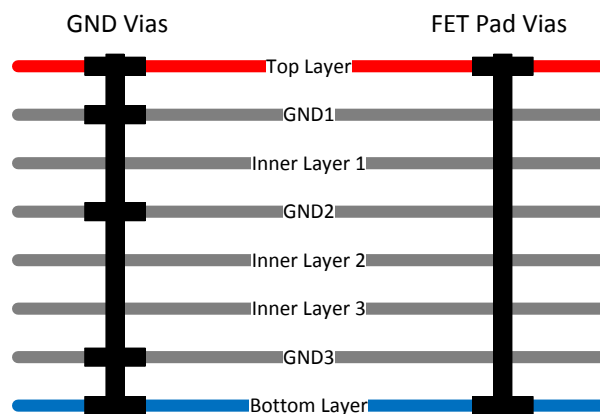 GND Vias
FET Pad Vias
Top Layer
GND1
Inner Layer 1
GND2
Inner Layer 2
Inner Layer 3
GND3
Bottom Layer